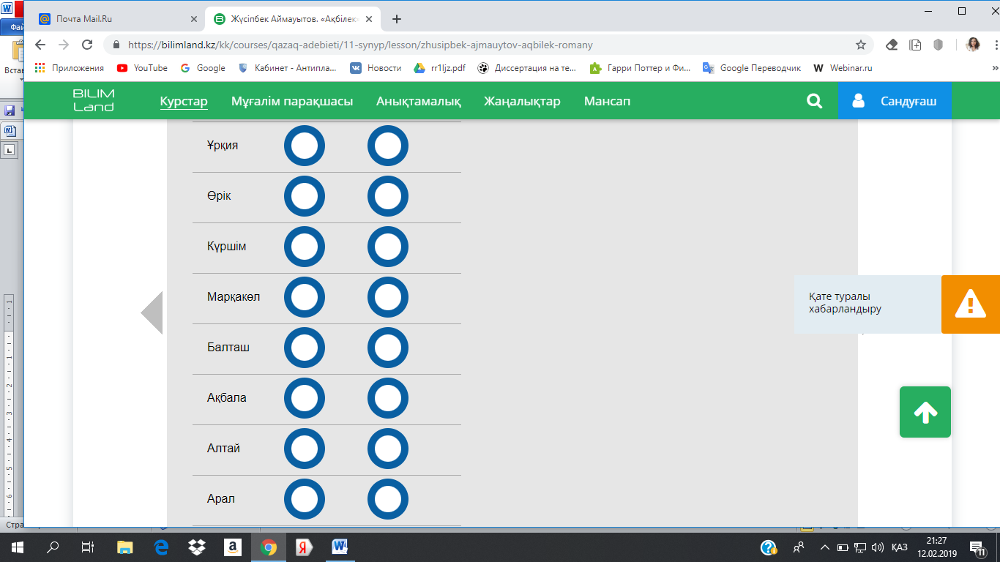 Фай
Почта Mail.Ru
Жүсіпбек Аймауытов. «Ақбілек»
https://bilimland.kz/kk/courses/qazaq-adebieti/11-synyp/lesson/zhusipbek-ajmauytov-aqbilek-romany
Встав
Приложения YouTube Google Кабинет - Антипла... Новости rr1ljz.pdf Диссертация на те... Гарри Поттер и Фи... Google Переводчик Webinar.ru »
BILIM
Land
Курстар Мұғалім парақшасы Анықтамалық Жаңалықтар Мансап Сандуғаш
Ұрқия
Өрік
Күршім
Марқакөл
Балташ
Ақбала
Алтай
Арал
Қате туралы
хабарландыру
Стра
ҚАЗ
21:27
12.02.2019
11